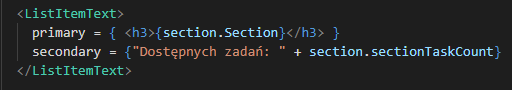 <ListItemText>
primary = { <h3>{section.Section}</h3> }
secondary = {"Dostępnych zadań: " + section.sectionTaskCount}
</ListItemText>